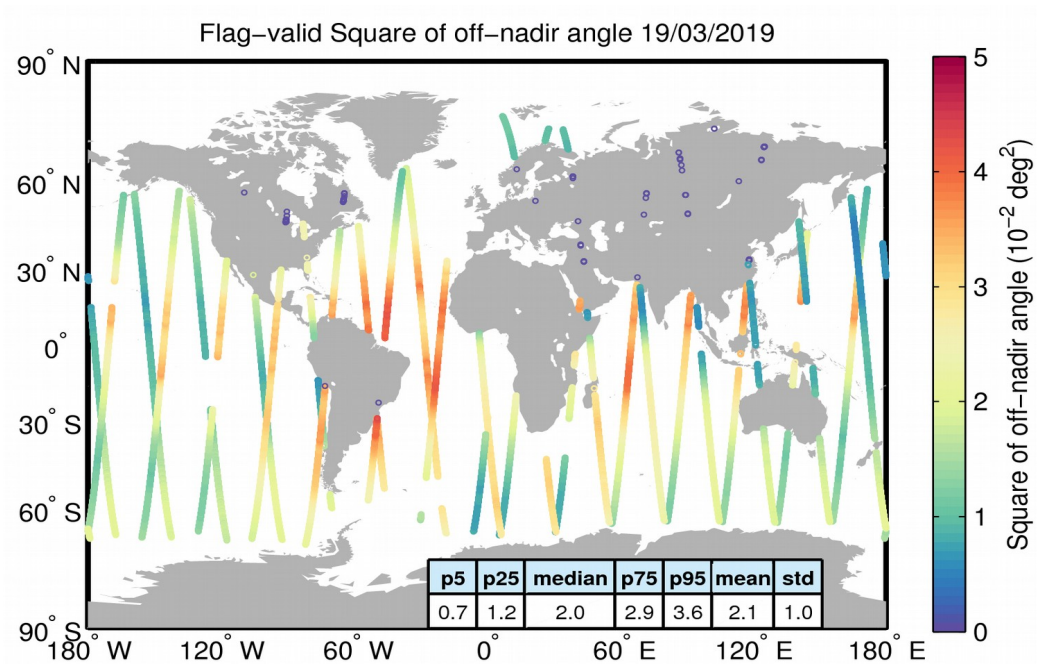 Flag−valid Square of off−nadir angle 19/03/2019
90° N
60° N
30° N
0°
30° S
60° S
90° S
180° W
120° W
60° W
0°
60° E
120° E
180° E
p5 p25 median p75 p95 mean std
0.7 1.2 2.0 2.9 3.6 2.1 1.0
5
4
3
2
1
0
Square of off−nadir angle (10⁻² deg²)